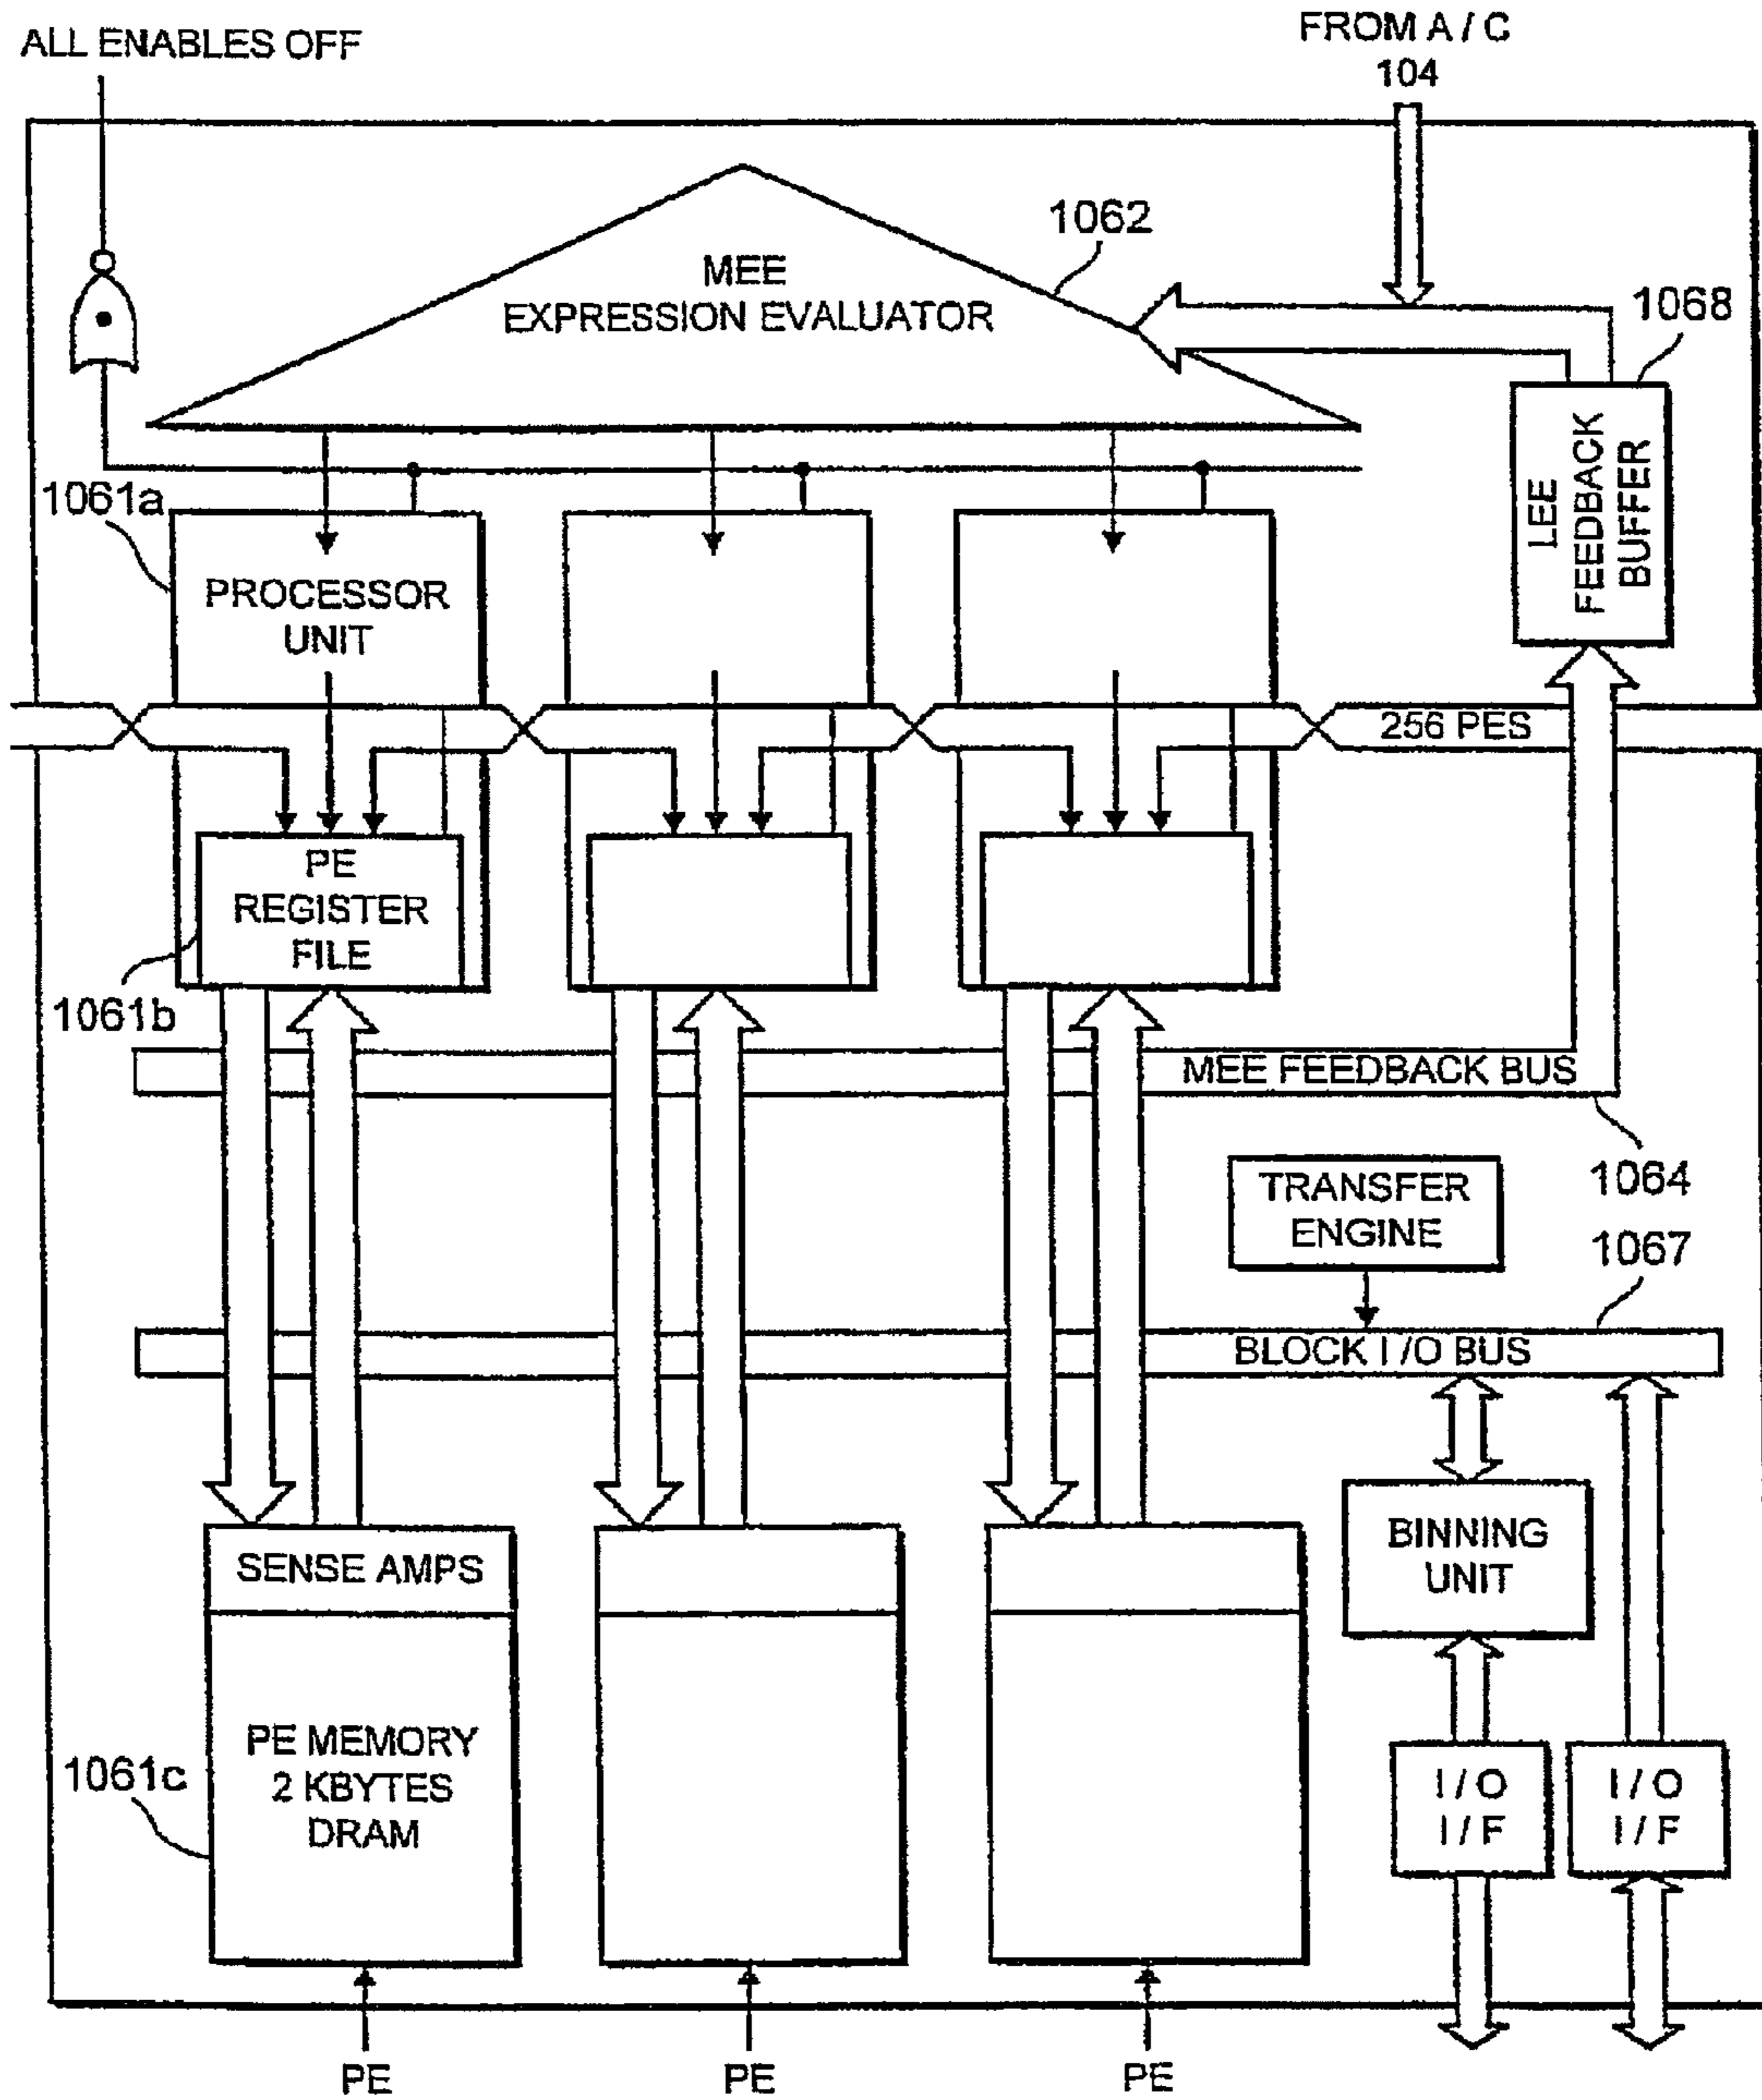 ALL ENABLES OFF
FROM A / C
104
1062
MEE
EXPRESSION EVALUATOR
1068
LEE
FEEDBACK
BUFFER
1061a
PROCESSOR
UNIT
256 PES
PE
REGISTER
FILE
1061b
MEE FEEDBACK BUS
1064
TRANSFER
ENGINE
1067
BLOCK I / O BUS
SENSE AMPS
BINNING
UNIT
PE MEMORY
2 KBYTES
DRAM
1061c
I / O
I / F
I / O
I / F
PE
PE
PE